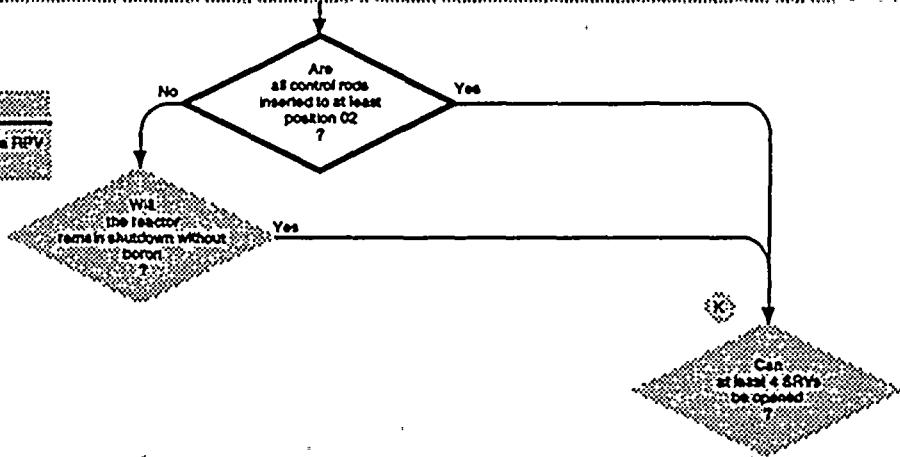 Are
all control rods
inserted to at least
position 02
?
No
Yes
RPV
Will
the reactor
remain shutdown without
boron
?
Yes
K
Can
at least 4 SRVs
be opened
?